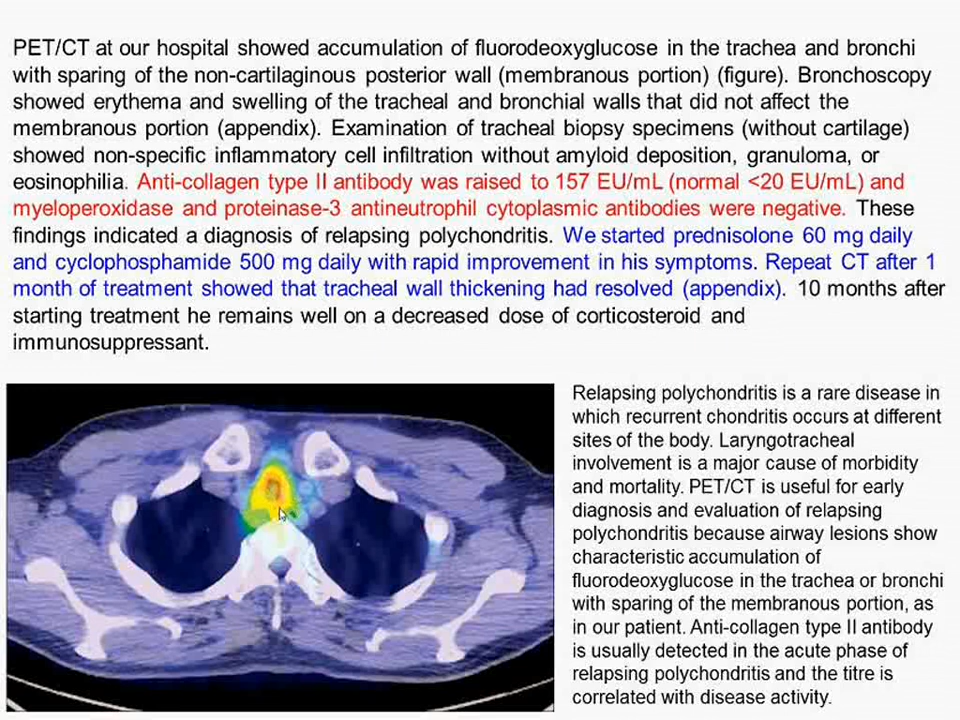 PET/CT at our hospital showed accumulation of fluorodeoxyglucose in the trachea and bronchi
with sparing of the non-cartilaginous posterior wall (membranous portion) (figure). Bronchoscopy
showed erythema and swelling of the tracheal and bronchial walls that did not affect the
membranous portion (appendix). Examination of tracheal biopsy specimens (without cartilage)
showed non-specific inflammatory cell infiltration without amyloid deposition, granuloma, or
eosinophilia. Anti-collagen type II antibody was raised to 157 EU/mL (normal <20 EU/mL) and
myeloperoxidase and proteinase-3 antineutrophil cytoplasmic antibodies were negative. These
findings indicated a diagnosis of relapsing polychondritis. We started prednisolone 60 mg daily
and cyclophosphamide 500 mg daily with rapid improvement in his symptoms. Repeat CT after 1
month of treatment showed that tracheal wall thickening had resolved (appendix). 10 months after
starting treatment he remains well on a decreased dose of corticosteroid and
immunosuppressant.
Relapsing polychondritis is a rare disease in
which recurrent chondritis occurs at different
sites of the body. Laryngotracheal
involvement is a major cause of morbidity
and mortality. PET/CT is useful for early
diagnosis and evaluation of relapsing
polychondritis because airway lesions show
characteristic accumulation of
fluorodeoxyglucose in the trachea or bronchi
with sparing of the membranous portion, as
in our patient. Anti-collagen type II antibody
is usually detected in the acute phase of
relapsing polychondritis and the titre is
correlated with disease activity.